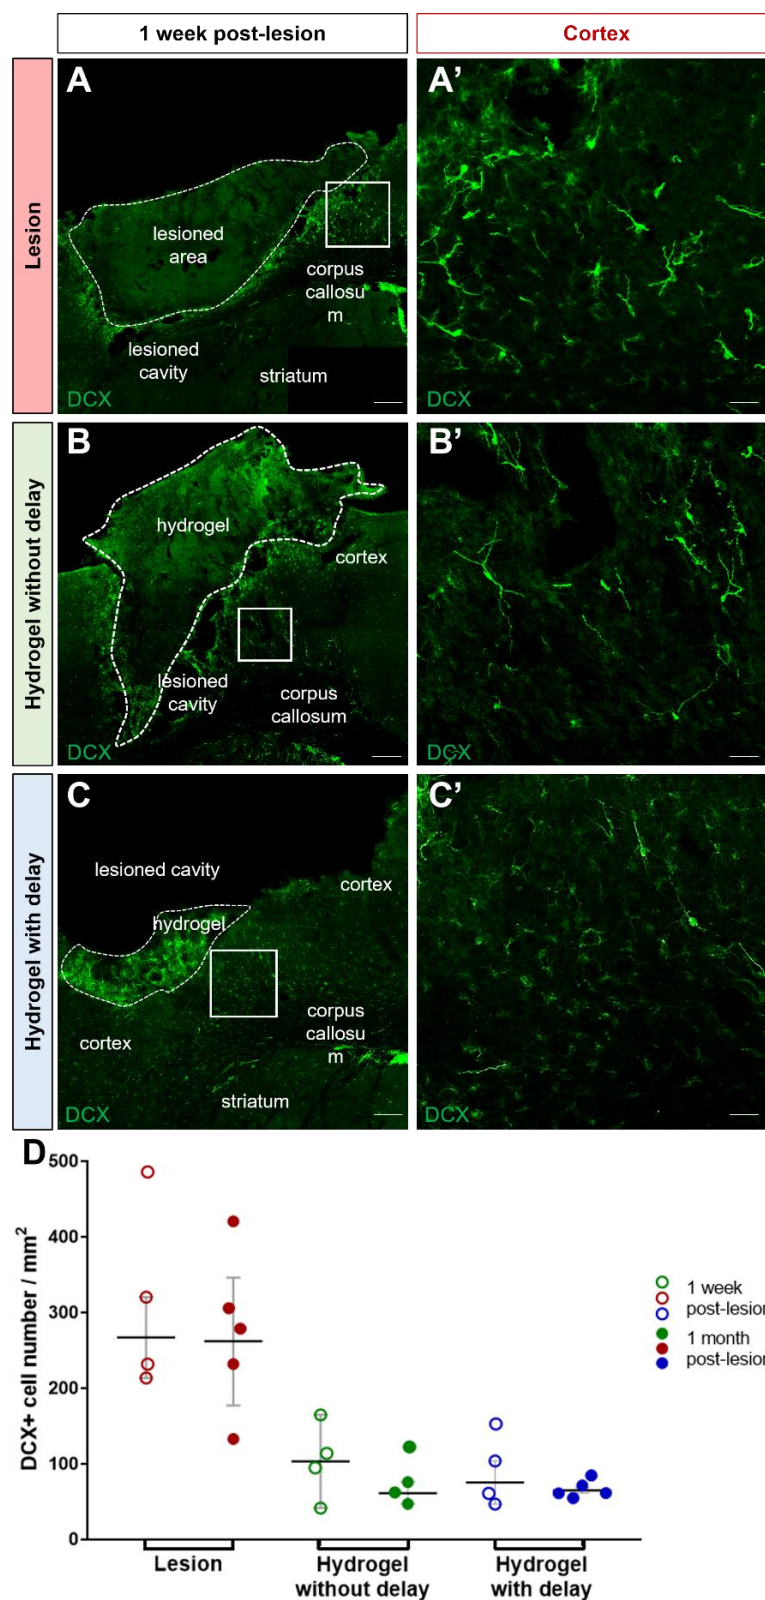 1 week post-lesion
Cortex
Lesion
A
lesioned
area
corpus
callosu
m
lesioned
cavity
striatum
DCX
A'
DCX
Hydrogel without delay
B
hydrogel
cortex
lesioned
cavity
corpus
callosum
DCX
B'
DCX
Hydrogel with delay
C
lesioned cavity
cortex
hydrogel
corpus
callosu
m
cortex
striatum
DCX
C'
DCX
D
DCX+ cell number / mm²
500
400
300
200
100
0
1 week
post-lesion
1 month
post-lesion
Lesion
Hydrogel
without delay
Hydrogel
with delay